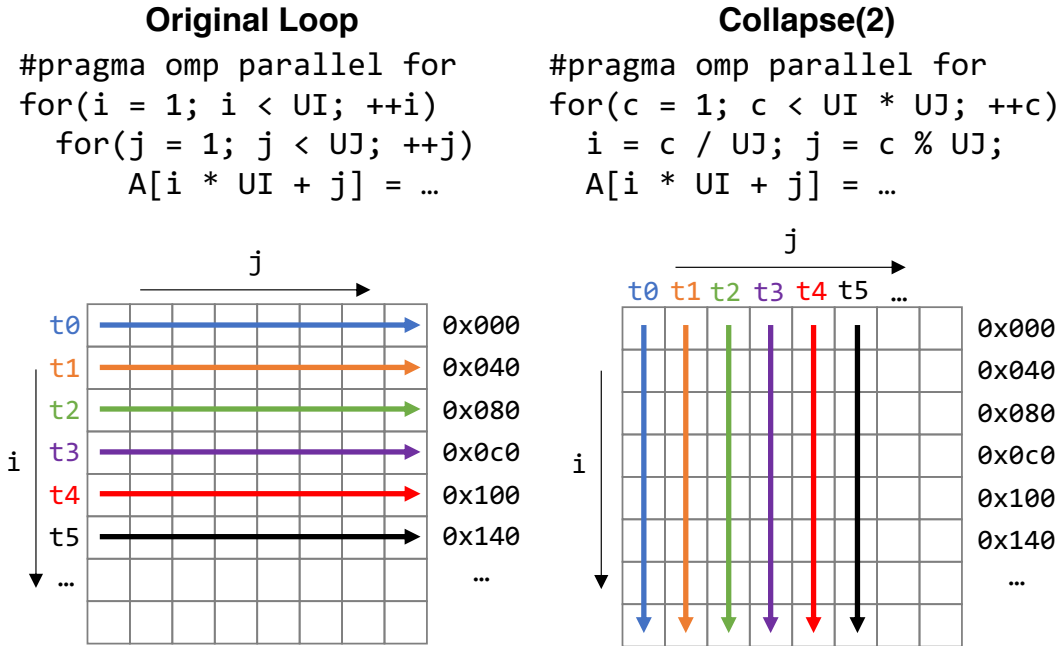 Original Loop
#pragma omp parallel for
for(i = 1; i < UI; ++i)
for(j = 1; j < UJ; ++j)
A[i * UI + j] = …
j
t0
t1
t2
t3
t4
t5
…
i
0x000
0x040
0x080
0x0c0
0x100
0x140
…
Collapse(2)
#pragma omp parallel for
for(c = 1; c < UI * UJ; ++c)
i = c / UJ; j = c % UJ;
A[i * UI + j] = …
j
t0 t1 t2 t3 t4 t5 …
i
0x000
0x040
0x080
0x0c0
0x100
0x140
…